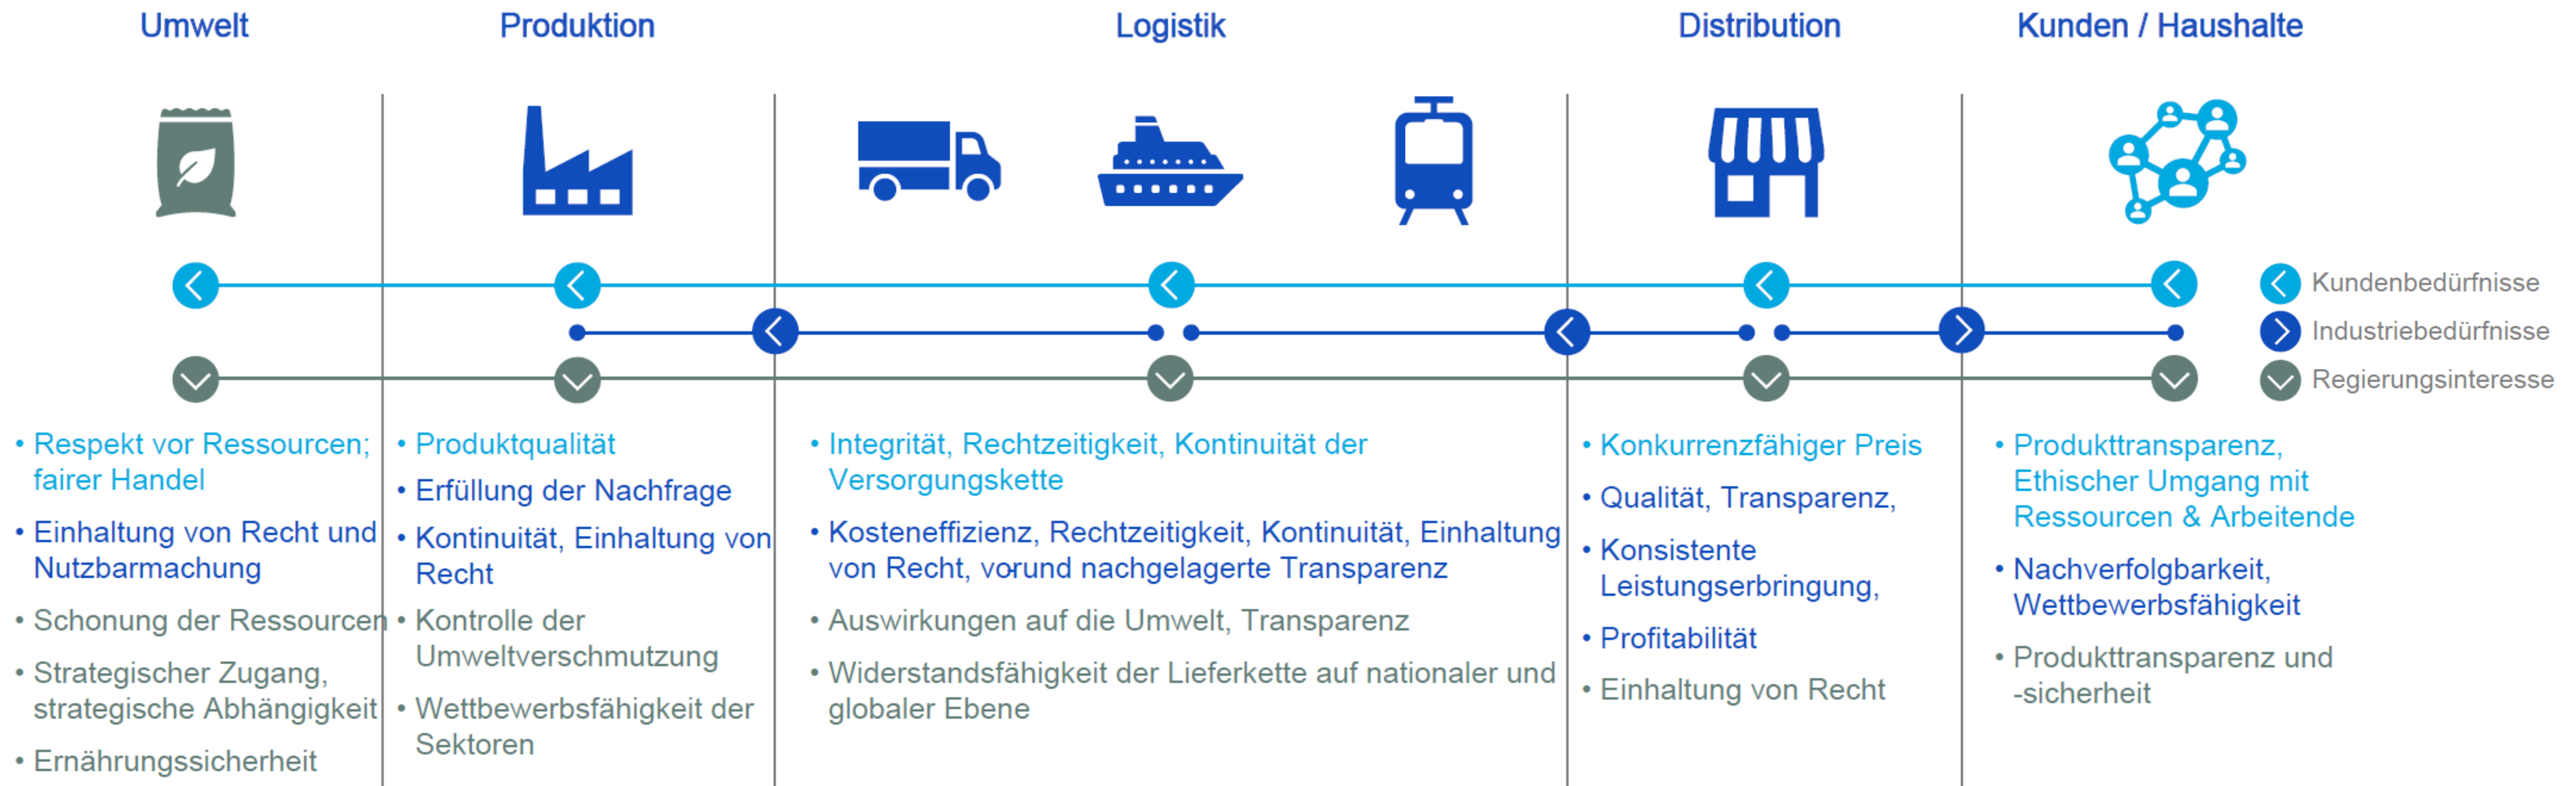 Umwelt
Produktion
Logistik
Distribution
Kunden / Haushalte
Kundenbedürfnisse
Industriebedürfnisse
Regierungsinteresse
• Respekt vor Ressourcen;
fairer Handel
• Einhaltung von Recht und
Nutzbarmachung
• Schonung der Ressourcen
• Strategischer Zugang,
strategische Abhängigkeit
• Ernährungssicherheit
• Produktqualität
• Erfüllung der Nachfrage
• Kontinuität, Einhaltung von
Recht
• Kontrolle der
Umweltverschmutzung
• Wettbewerbsfähigkeit der
Sektoren
• Integrität, Rechtzeitigkeit, Kontinuität der
Versorgungskette
• Kosteneffizienz, Rechtzeitigkeit, Kontinuität, Einhaltung
von Recht, vor-und nachgelagerte Transparenz
• Auswirkungen auf die Umwelt, Transparenz
• Widerstandsfähigkeit der Lieferkette auf nationaler und
globaler Ebene
• Konkurrenzfähiger Preis
• Qualität, Transparenz,
• Konsistente
Leistungserbringung,
• Profitabilität
• Einhaltung von Recht
• Produkttransparenz,
Ethischer Umgang mit
Ressourcen & Arbeitende
• Nachverfolgbarkeit,
Wettbewerbsfähigkeit
• Produkttransparenz und
-sicherheit